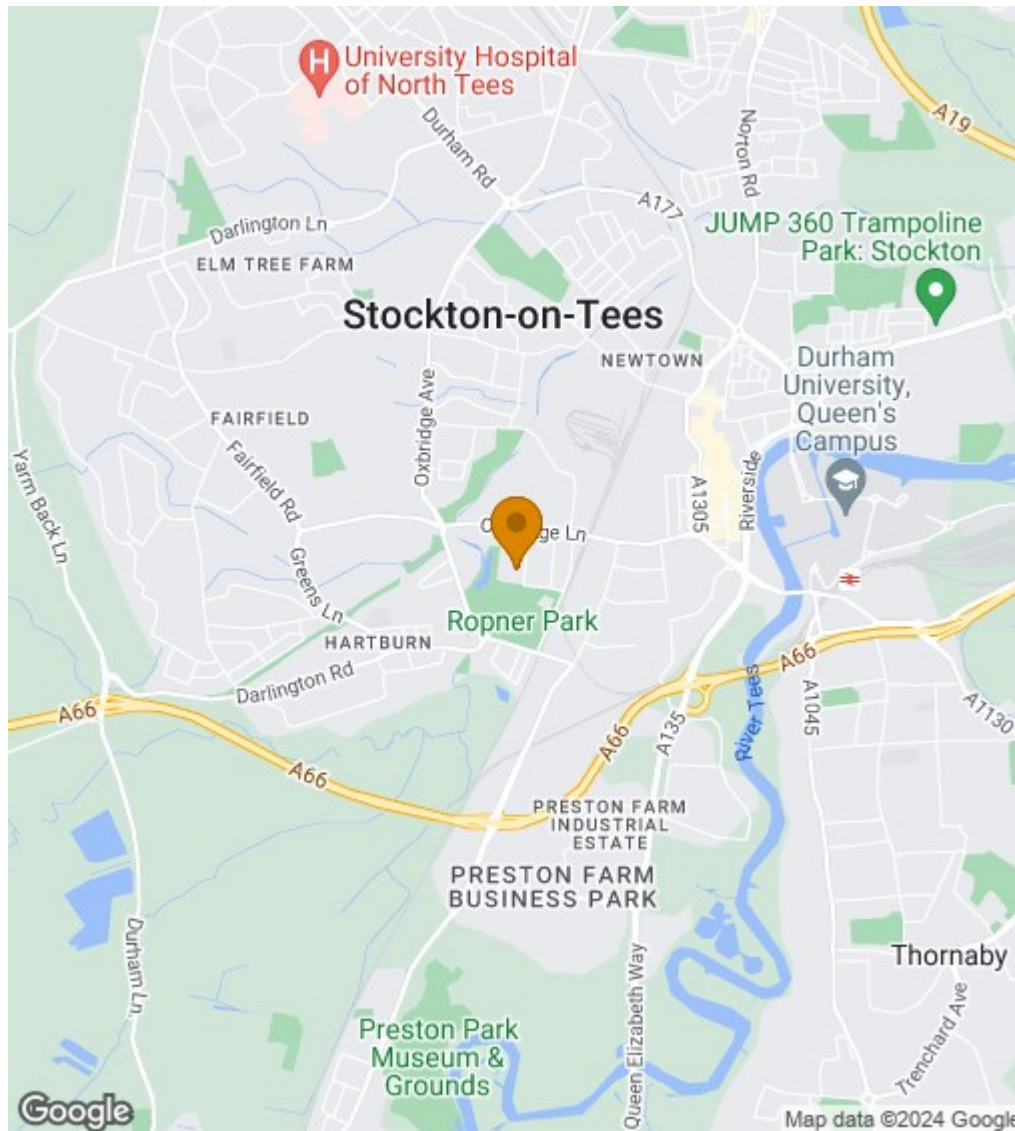 H
University Hospital
of North Tees
A19
Durham Rd
Norton Rd
A177
Darlington Ln
JUMP 360 Trampoline
Park: Stockton
ELM TREE FARM
Stockton-on-Tees
NEWTOWN
Durham
University,
Queen's
Campus
Oxbridge Ave
FAIRFIELD
Fairfield Rd
Yarm Back Ln
A1305
Riverside
Ln
Greens Ln
Ropner Park
HARTBURN
Darlington Rd
A66
A66
A66
A66
A135
River Tees
A1045
A1130
PRESTON FARM
INDUSTRIAL
ESTATE
PRESTON FARM
BUSINESS PARK
Durham Ln
Queen Elizabeth Way
Thornaby
Trenchard Ave
Preston Park
Museum &
Grounds
Google
Map data ©2024 Google